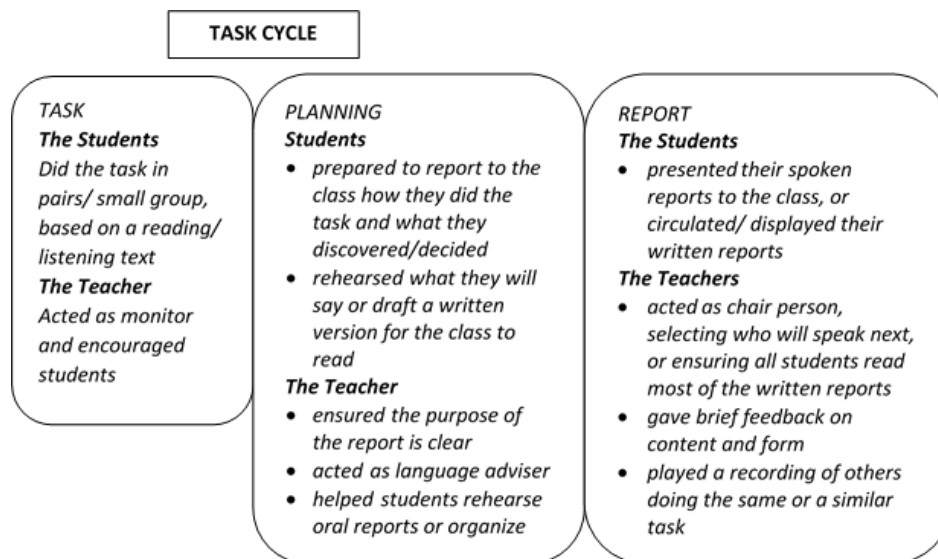 TASK CYCLE
TASK
The Students
Did the task in
pairs/ small group,
based on a reading/
listening text
The Teacher
Acted as monitor
and encouraged
students
PLANNING
Students
• prepared to report to the
class how they did the
task and what they
discovered/decided
• rehearsed what they will
say or draft a written
version for the class to
read
The Teacher
• ensured the purpose of
the report is clear
• acted as language adviser
• helped students rehearse
oral reports or organize
REPORT
The Students
• presented their spoken
reports to the class, or
circulated/ displayed their
written reports
The Teachers
• acted as chair person,
selecting who will speak next,
or ensuring all students read
most of the written reports
• gave brief feedback on
content and form
• played a recording of others
doing the same or a similar
task